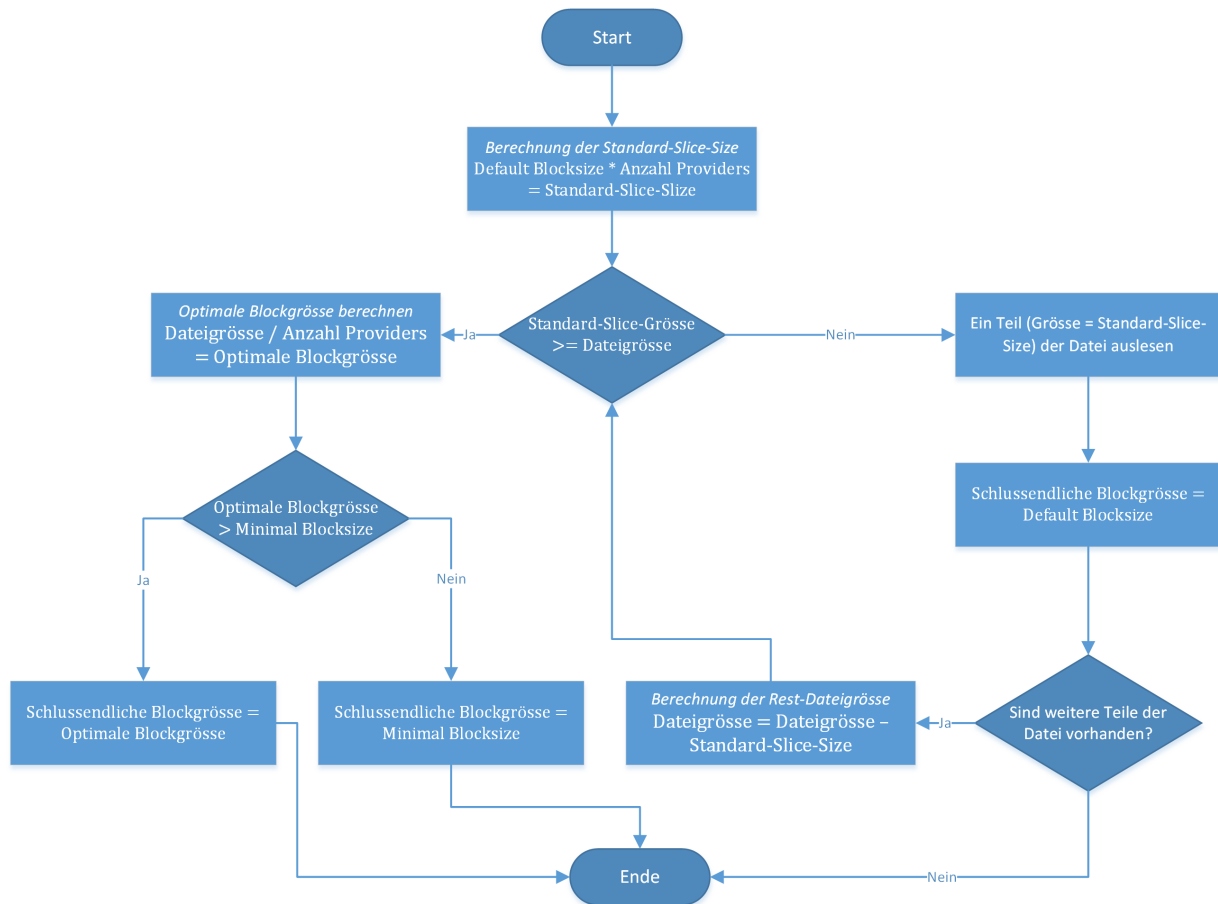 Start
Berechnung der Standard-Slice-Size
Default Blocksize * Anzahl Providers
= Standard-Slice-Slize
Standard-Slice-Grösse
>= Dateigrösse
Ja
Nein
Optimale Blockgrösse berechnen
Dateigrösse / Anzahl Providers
= Optimale Blockgrösse
Ein Teil (Grösse = Standard-Slice-
Size) der Datei auslesen
Optimale Blockgrösse
> Minimal Blocksize
Schlussendliche Blockgrösse =
Default Blocksize
Ja
Nein
Schlussendliche Blockgrösse =
Optimale Blockgrösse
Schlussendliche Blockgrösse =
Minimal Blocksize
Berechnung der Rest-Dateigrösse
Dateigrösse = Dateigrösse –
Standard-Slice-Size
Ja
Sind weitere Teile der
Datei vorhanden?
Ende
Nein